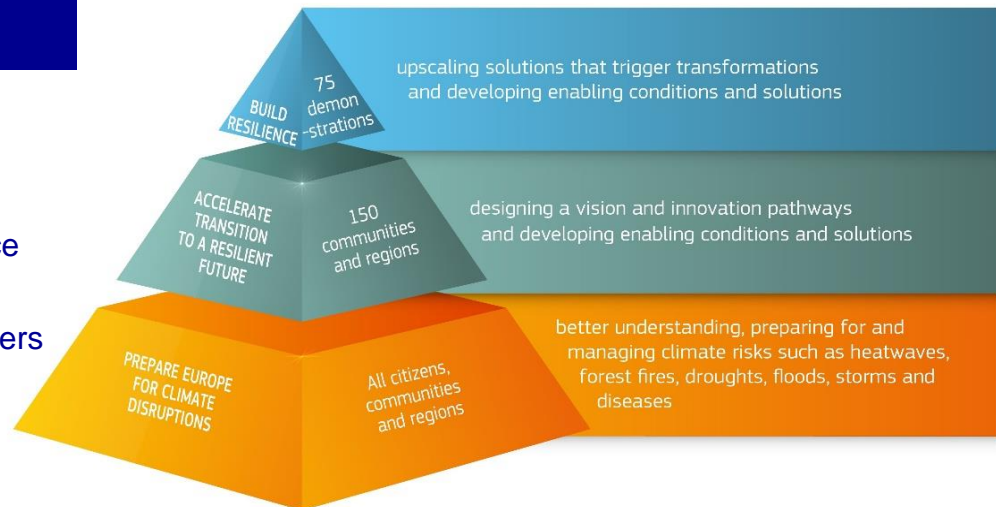 BUILD
RESILIENCE
75
demon
-strations
upscaling solutions that trigger transformations
and developing enabling conditions and solutions
ACCELERATE
TRANSITION
TO A RESILIENT
FUTURE
150
communities
and regions
designing a vision and innovation pathways
and developing enabling conditions and solutions
PREPARE EUROPE
FOR CLIMATE
DISRUPTIONS
All citizens,
communities
and regions
better understanding, preparing for and
managing climate risks such as heatwaves,
forest fires, droughts, floods, storms and
diseases